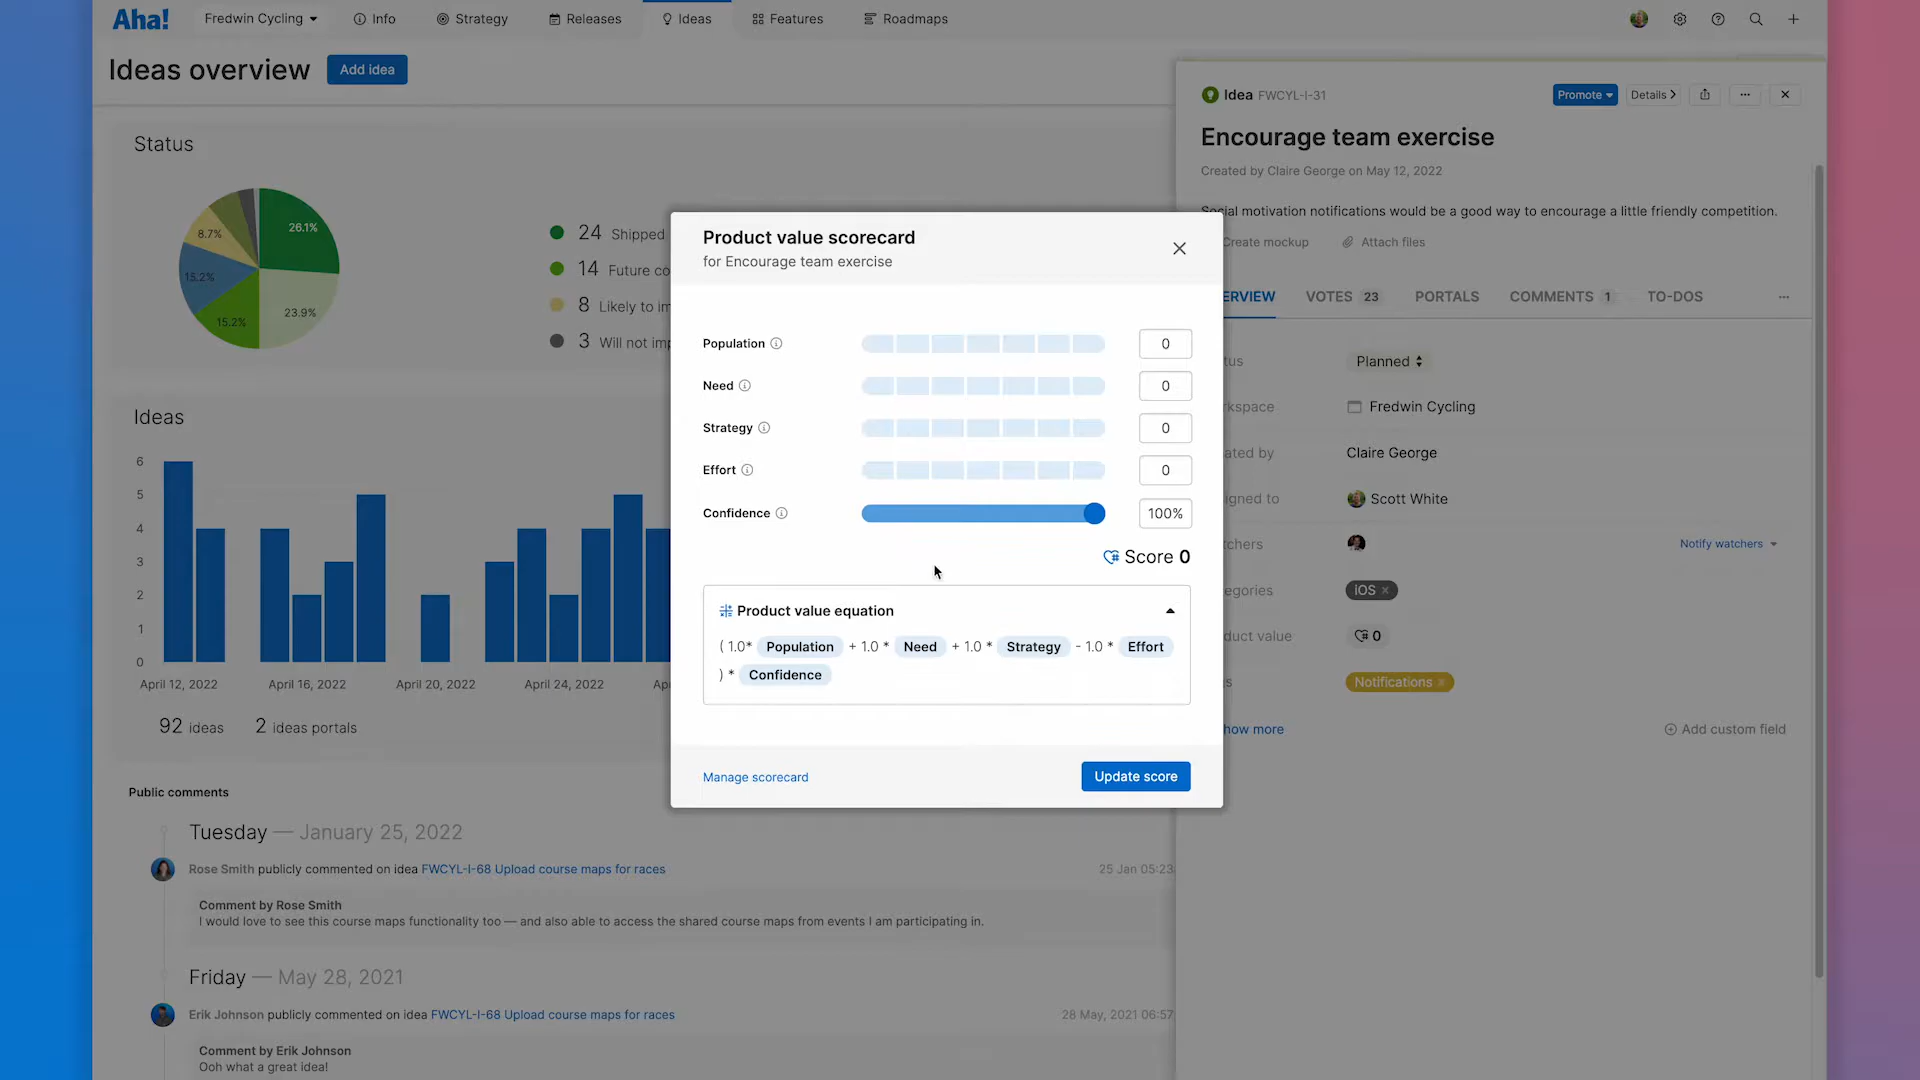 Aha! Fredwin Cycling Info Strategy Releases Ideas Features Roadmaps
Ideas overview Add idea
Status
26.1%
8.7%
15.2%
23.9%
15.2%
24 Shipped
14 Future co
8 Likely to im
3 Will not imp
Ideas
6
5
4
3
2
1
0
April 12, 2022 April 16, 2022 April 20, 2022 April 24, 2022 Ap
92 ideas 2 ideas portals
Public comments
Tuesday — January 25, 2022
Rose Smith publicly commented on idea FWCYL-I-68 Upload course maps for races 25 Jan 05:23
Comment by Rose Smith
I would love to see this course maps functionality too — and also able to access the shared course maps from events I am participating in.
Friday — May 28, 2021
Erik Johnson publicly commented on idea FWCYL-I-68 Upload course maps for races 28 May, 2021 06:57
Comment by Erik Johnson
Ooh what a great idea!
Product value scorecard
for Encourage team exercise
Population 0
Need 0
Strategy 0
Effort 0
Confidence 100%
Score 0
Product value equation
( 1.0* Population + 1.0 * Need + 1.0 * Strategy - 1.0 * Effort
) * Confidence
Manage scorecard Update score
Idea FWCYL-I-31 Promote Details
Encourage team exercise
Created by Claire George on May 12, 2022
Social motivation notifications would be a good way to encourage a little friendly competition.
Create mockup Attach files
ERVIEW VOTES 23 PORTALS COMMENTS 1 TO-DOS
tus Planned
kspace Fredwin Cycling
ated by Claire George
igned to Scott White
chers Notify watchers
egories iOS
duct value 0
s Notifications
how more Add custom field